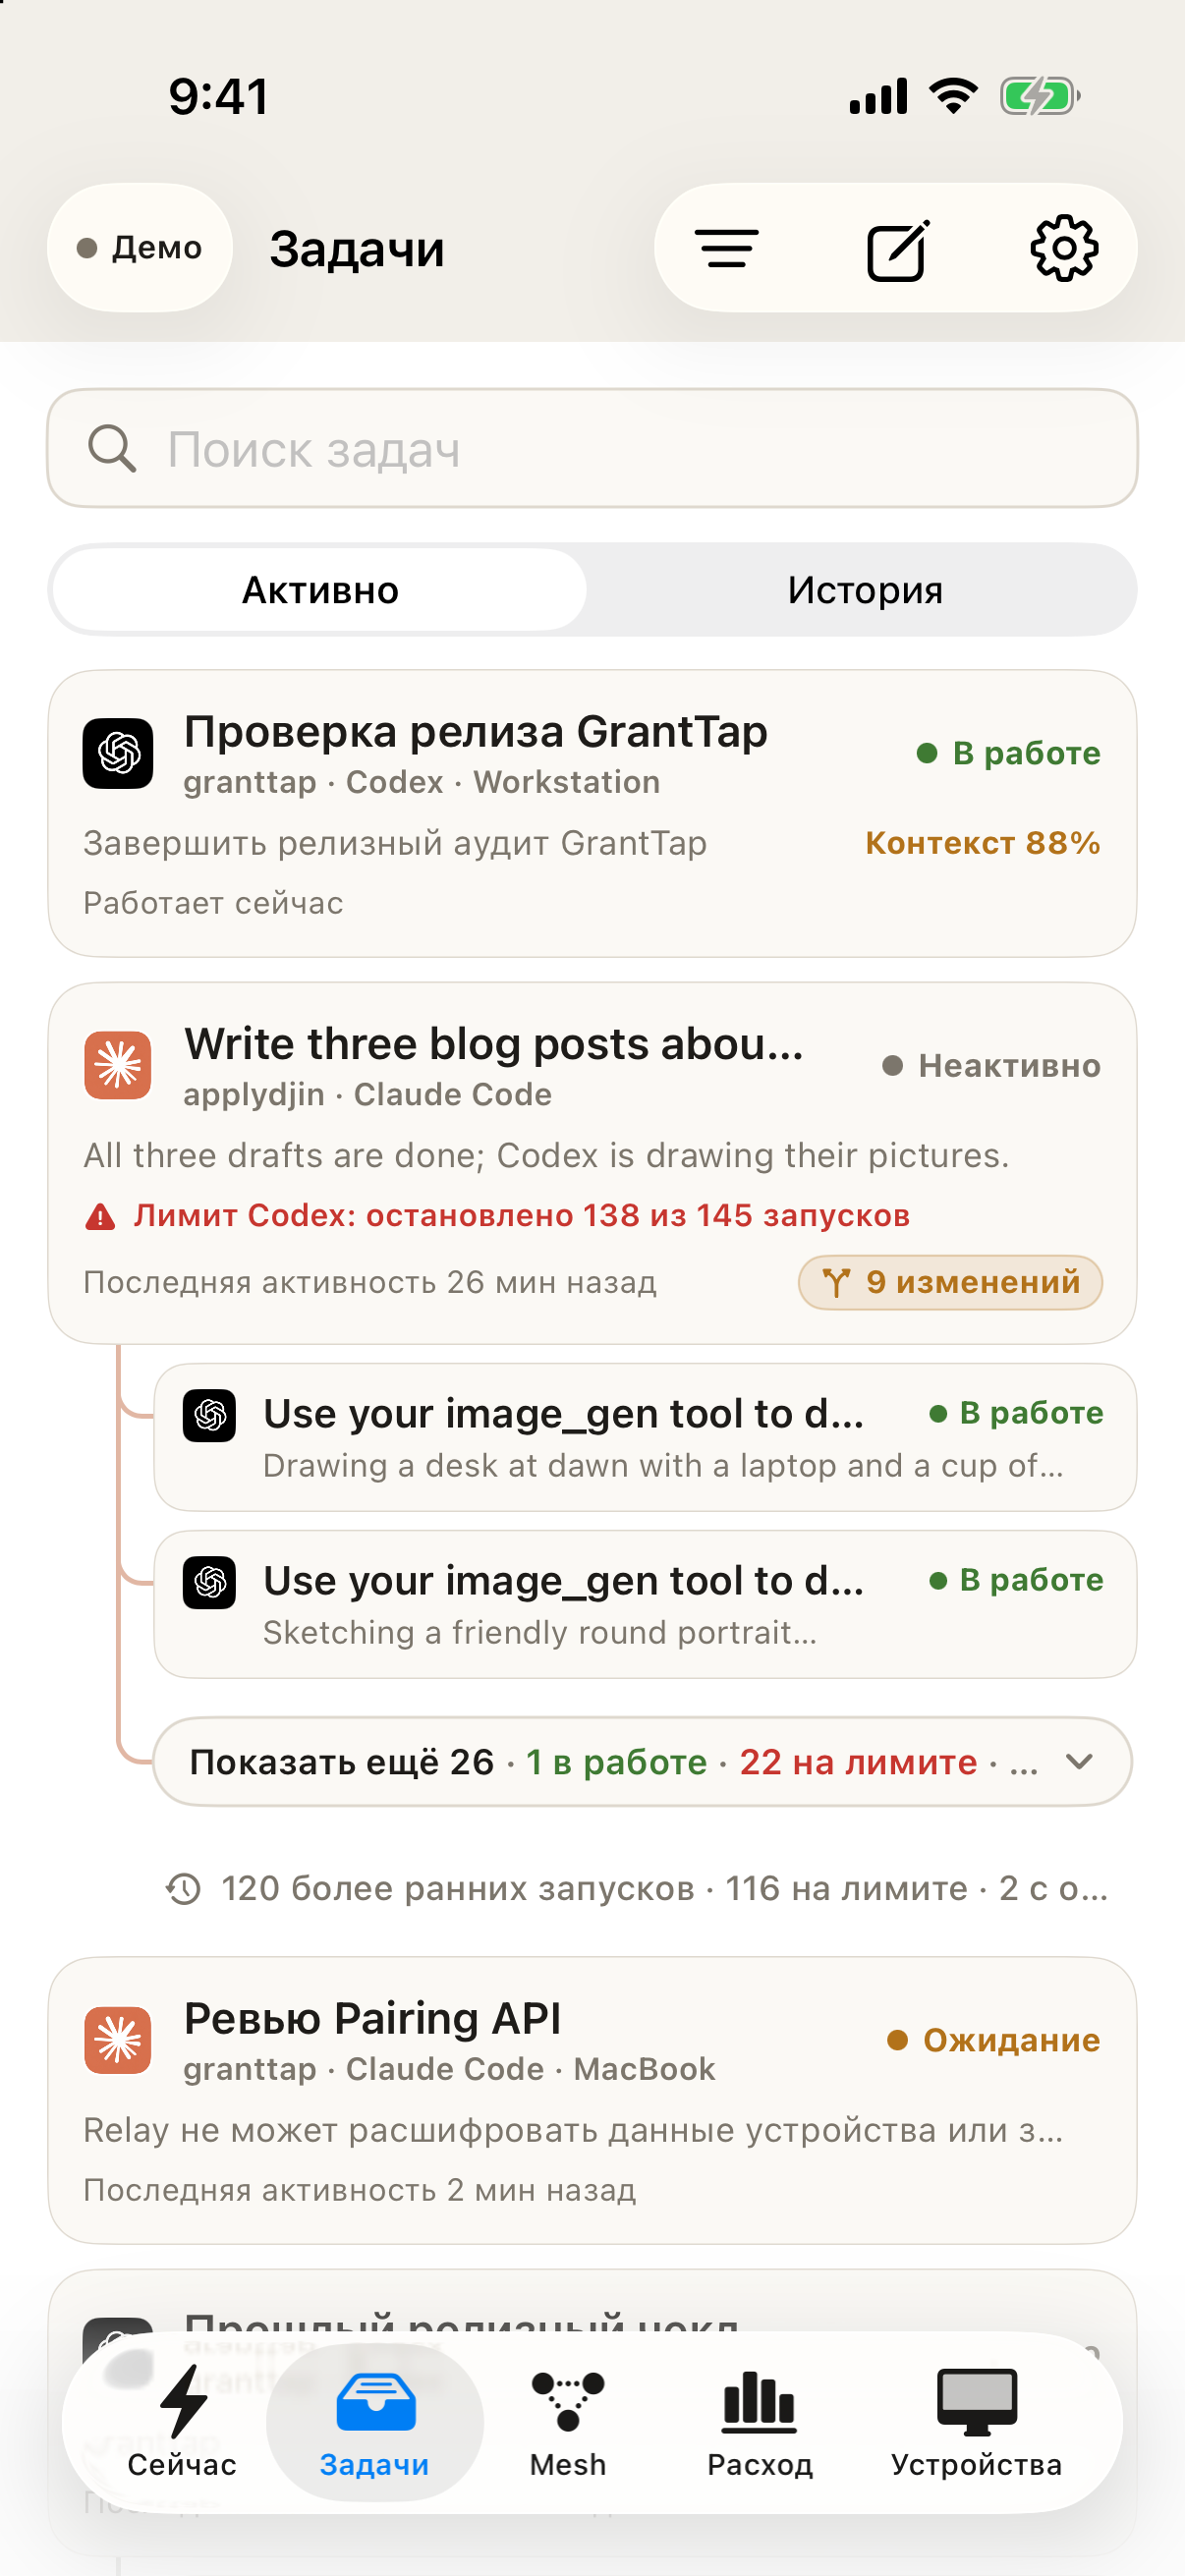 9:41
Демо
Задачи
Поиск задач
Активно
История
Проверка релиза GrantTap
granttap · Codex · Workstation
В работе
Завершить релизный аудит GrantTap
Контекст 88%
Работает сейчас
Write three blog posts abou...
applydjin · Claude Code
Неактивно
All three drafts are done; Codex is drawing their pictures.
Лимит Codex: остановлено 138 из 145 запусков
Последняя активность 26 мин назад
9 изменений
Use your image_gen tool to d...
В работе
Drawing a desk at dawn with a laptop and a cup of...
Use your image_gen tool to d...
В работе
Sketching a friendly round portrait...
Показать ещё 26 · 1 в работе · 22 на лимите · ...
120 более ранних запусков · 116 на лимите · 2 с о...
Ревью Pairing API
granttap · Claude Code · MacBook
Ожидание
Relay не может расшифровать данные устройства или з...
Последняя активность 2 мин назад
Прошлый релизный цикл
Сейчас
Задачи
Mesh
Расход
Устройства